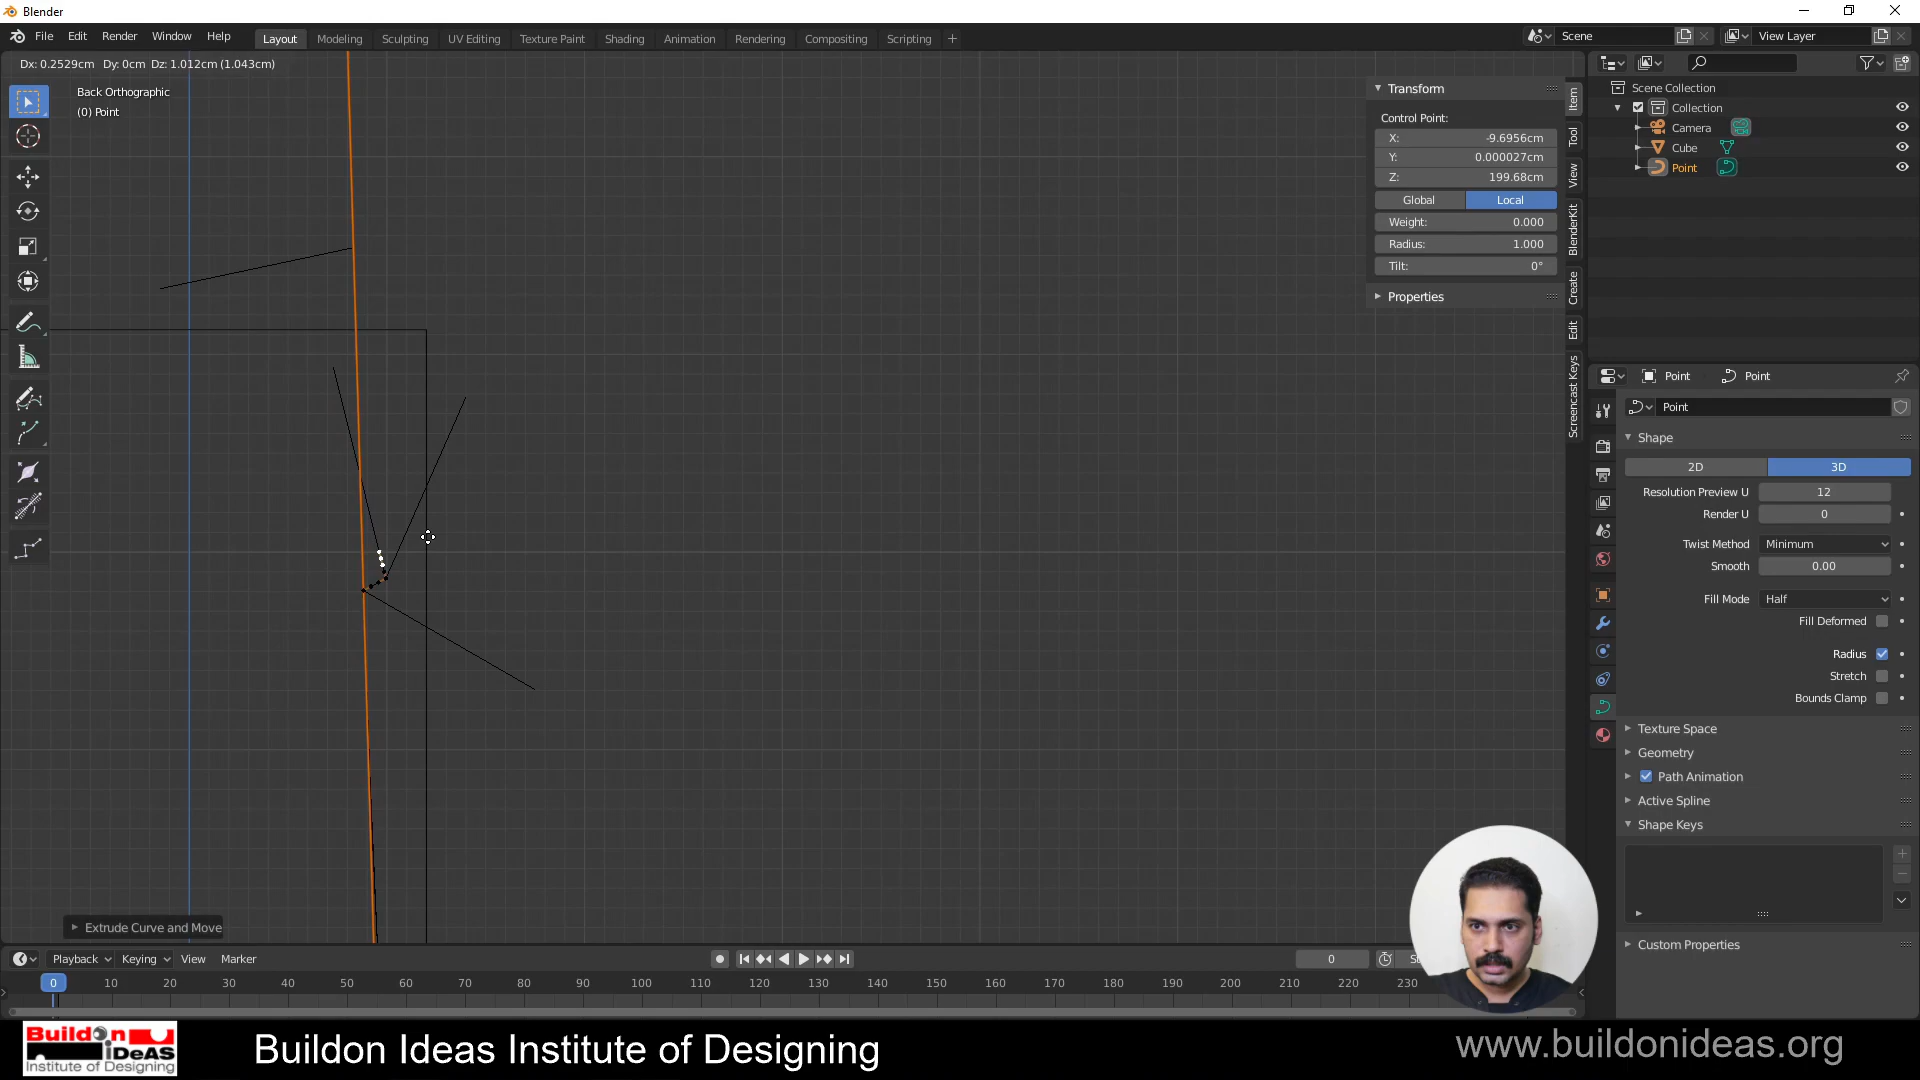 Blender
File Edit Render Window Help
Layout Modeling Sculpting UV Editing Texture Paint Shading Animation Rendering Compositing Scripting +
Scene
View Layer
Dx: 0.2529cm Dy: 0cm Dz: 1.012cm (1.043cm)
Back Orthographic
(0) Point
Transform
Control Point:
X: -9.6956cm
Y: 0.000027cm
Z: 199.68cm
Global Local
Weight: 0.000
Radius: 1.000
Tilt: 0°
Properties
Item
Tool
View
BlenderKit
Create
Edit
Screencast Keys
Scene Collection
Collection
Camera
Cube
Point
Point Point
Point
Shape
2D 3D
Resolution Preview U 12
Render U 0
Twist Method Minimum
Smooth 0.00
Fill Mode Half
Fill Deformed
Radius
Stretch
Bounds Clamp
Texture Space
Geometry
Path Animation
Active Spline
Shape Keys
Custom Properties
Extrude Curve and Move
Playback Keying View Marker
0
0 10 20 30 40 50 60 70 80 90 100 110 120 130 140 150 160 170 180 190 200 210 220 230
Buildon
iDeAS
Institute of Designing
Buildon Ideas Institute of Designing
www.buildonideas.org